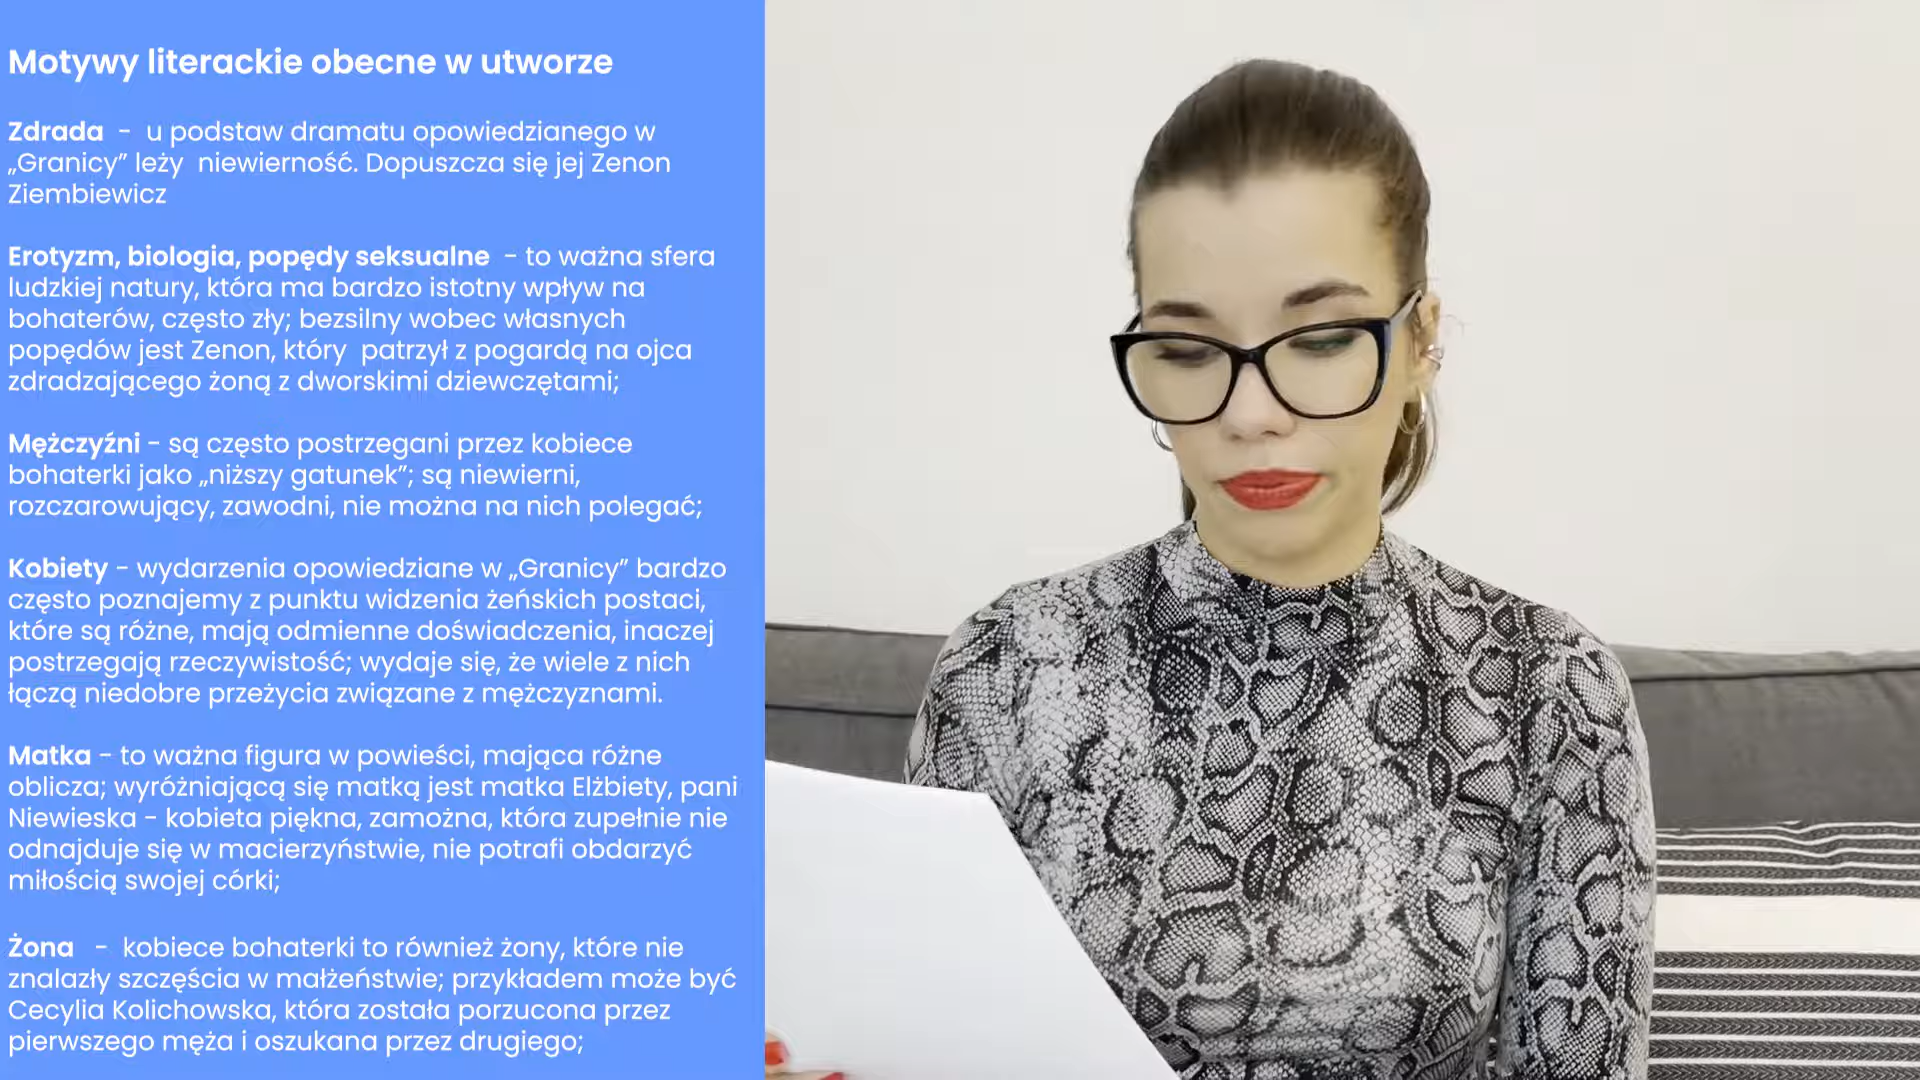 Motywy literackie obecne w utworze
Zdrada - u podstaw dramatu opowiedzianego w
„Granicy” leży niewierność. Dopuszcza się jej Zenon
Ziembiewicz
Erotyzm, biologia, popędy seksualne - to ważna sfera
ludzkiej natury, która ma bardzo istotny wpływ na
bohaterów, często zły; bezsilny wobec własnych
popędów jest Zenon, który patrzył z pogardą na ojca
zdradzającego żoną z dworskimi dziewczętami;
Mężczyźni - są często postrzegani przez kobiece
bohaterki jako „niższy gatunek”; są niewierni,
rozczarowujący, zawodni, nie można na nich polegać;
Kobiety - wydarzenia opowiedziane w „Granicy” bardzo
często poznajemy z punktu widzenia żeńskich postaci,
które są różne, mają odmienne doświadczenia, inaczej
postrzegają rzeczywistość; wydaje się, że wiele z nich
łączą niedobre przeżycia związane z mężczyznami.
Matka - to ważna figura w powieści, mająca różne
oblicza; wyróżniającą się matką jest matka Elżbiety, pani
Niewieska - kobieta piękna, zamożna, która zupełnie nie
odnajduje się w macierzyństwie, nie potrafi obdarzyć
miłością swojej córki;
Żona - kobiece bohaterki to również żony, które nie
znalazły szczęścia w małżeństwie; przykładem może być
Cecylia Kolichowska, która została porzucona przez
pierwszego męża i oszukana przez drugiego;